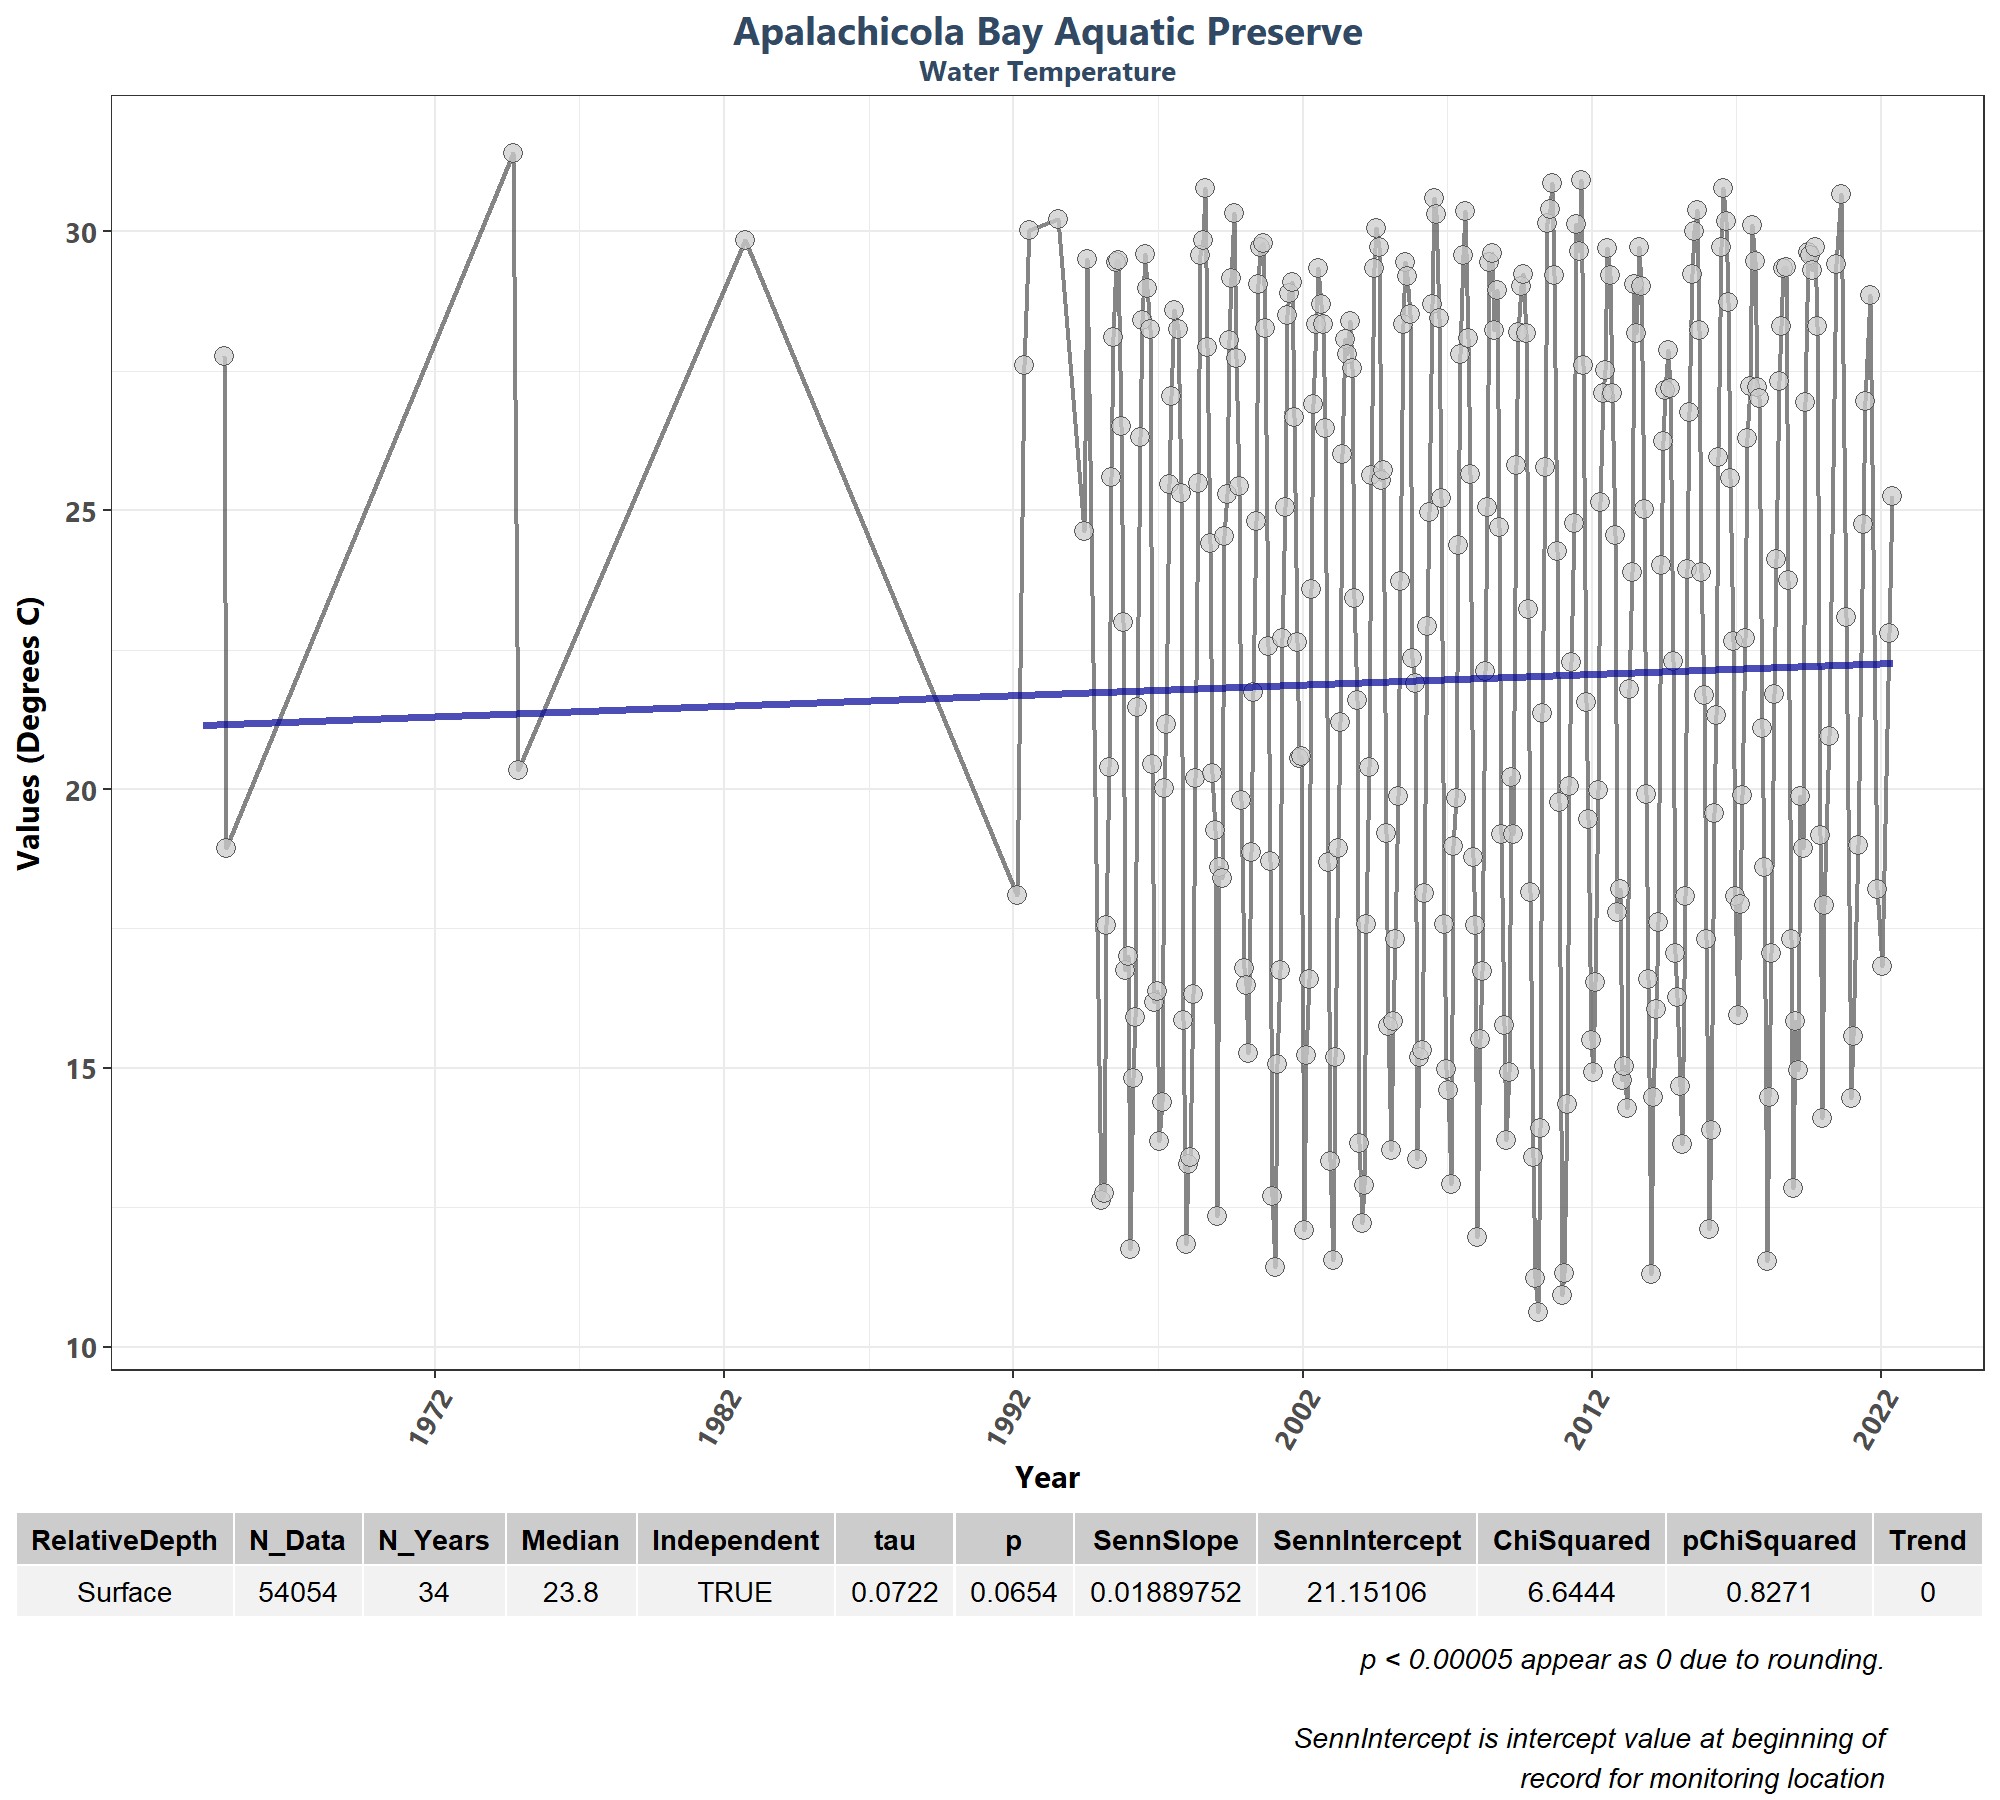 Apalachicola Bay Aquatic Preserve
Water Temperature
Values (Degrees C)
30
25
20
15
10
1972
1982
1992
2002
2012
2022
Year
RelativeDepth N_Data N_Years Median Independent tau p SennSlope SennIntercept ChiSquared pChiSquared Trend
Surface 54054 34 23.8 TRUE 0.0722 0.0654 0.01889752 21.15106 6.6444 0.8271 0
p < 0.00005 appear as 0 due to rounding.
SennIntercept is intercept value at beginning of
record for monitoring location